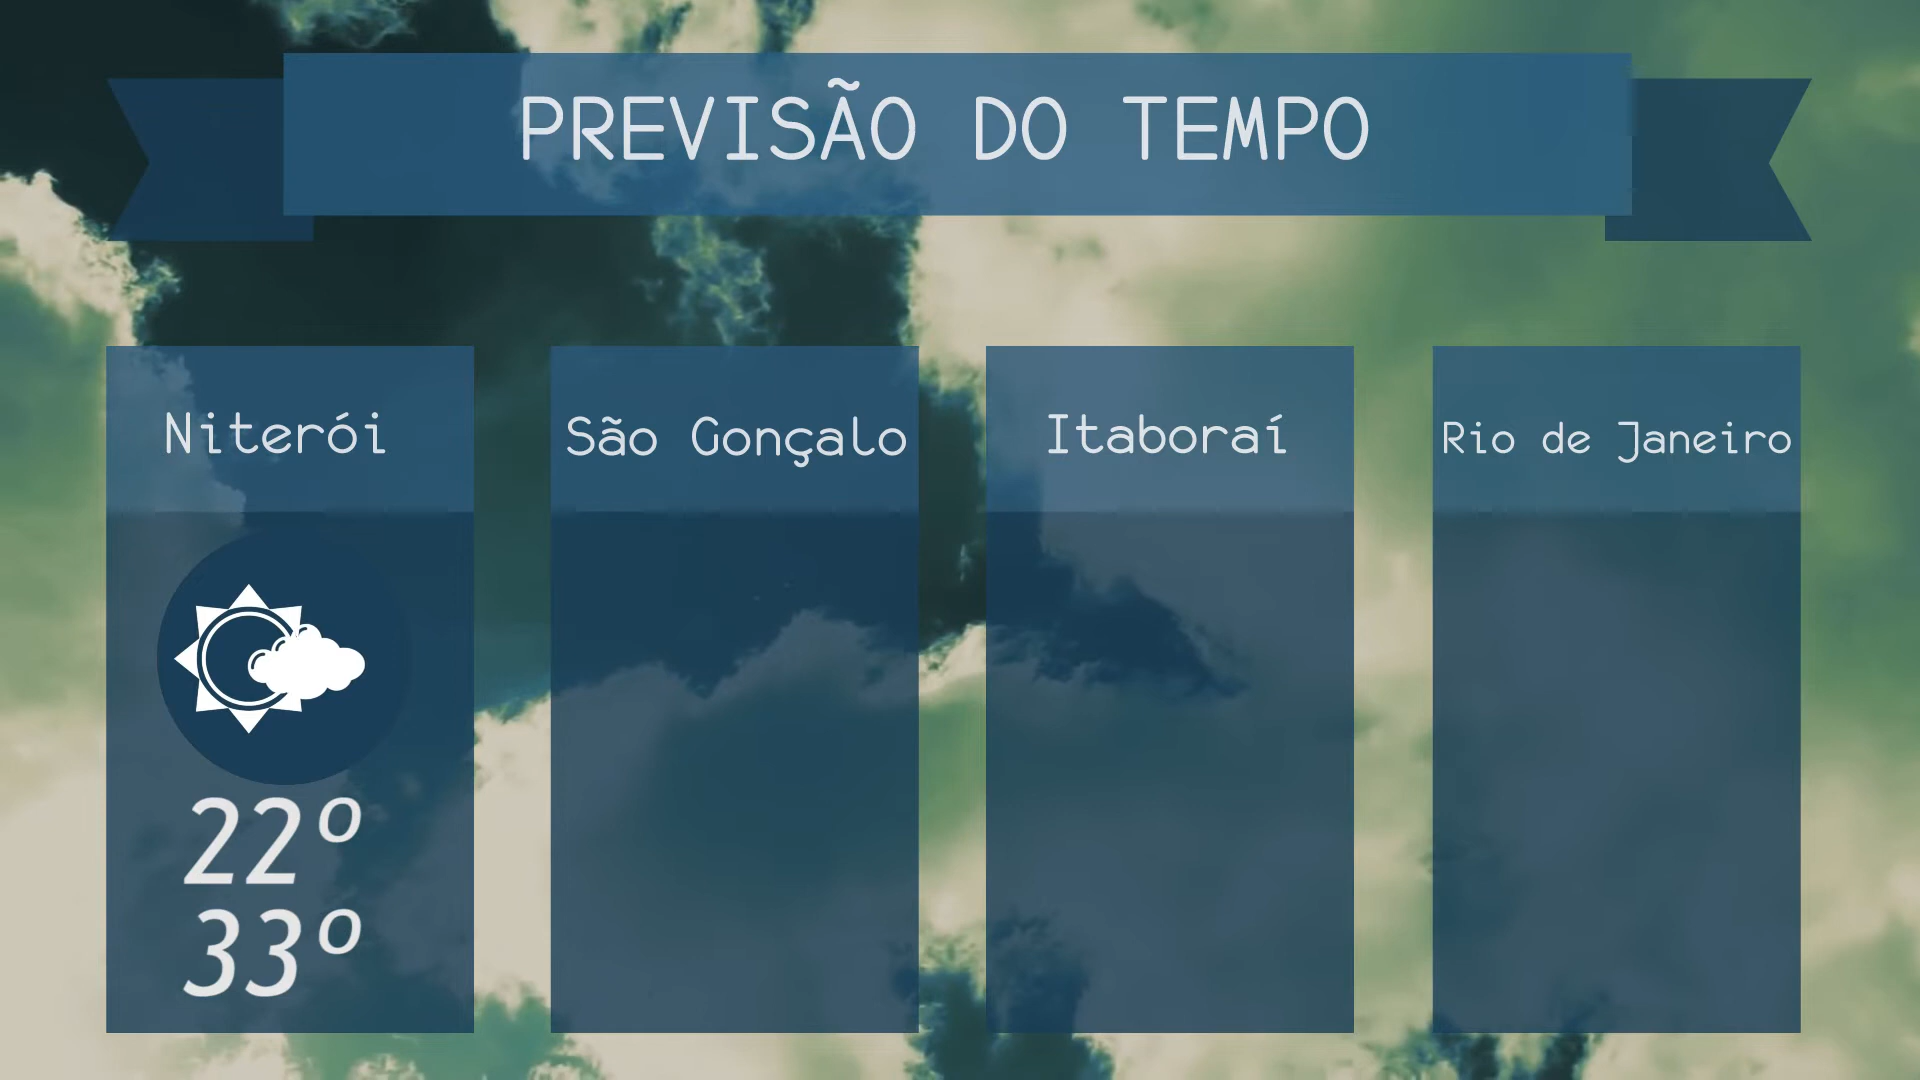 PREVISÃO DO TEMPO
Niterói
São Gonçalo
Itaboraí
Rio de Janeiro
22º
33º